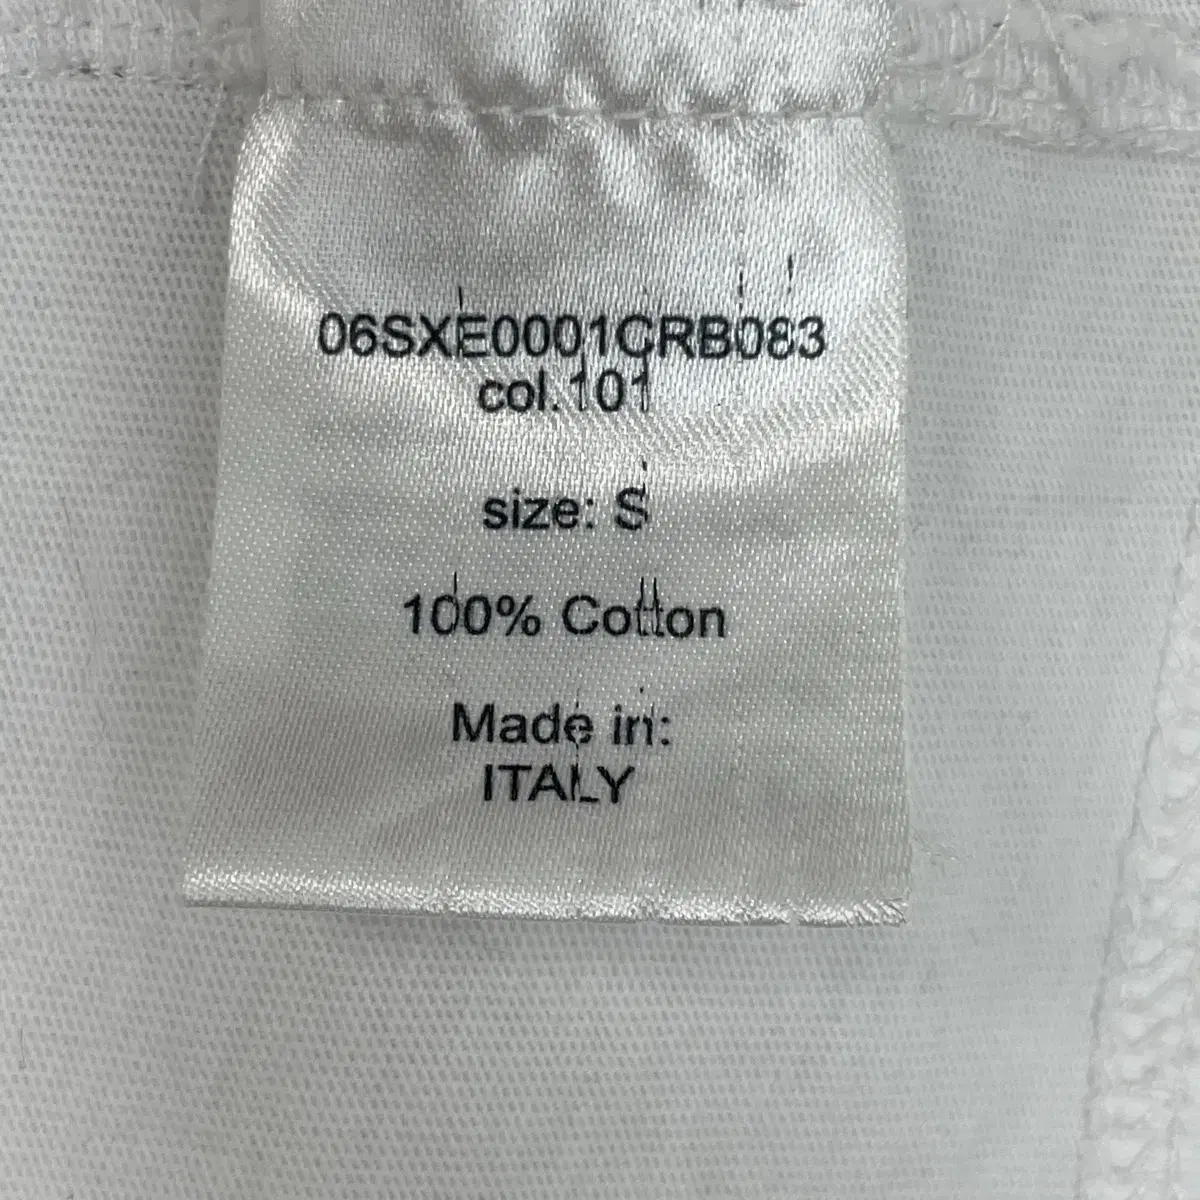 06SXE0001CRB083
col.101
size: S
100% Cotton
Made in:
ITALY